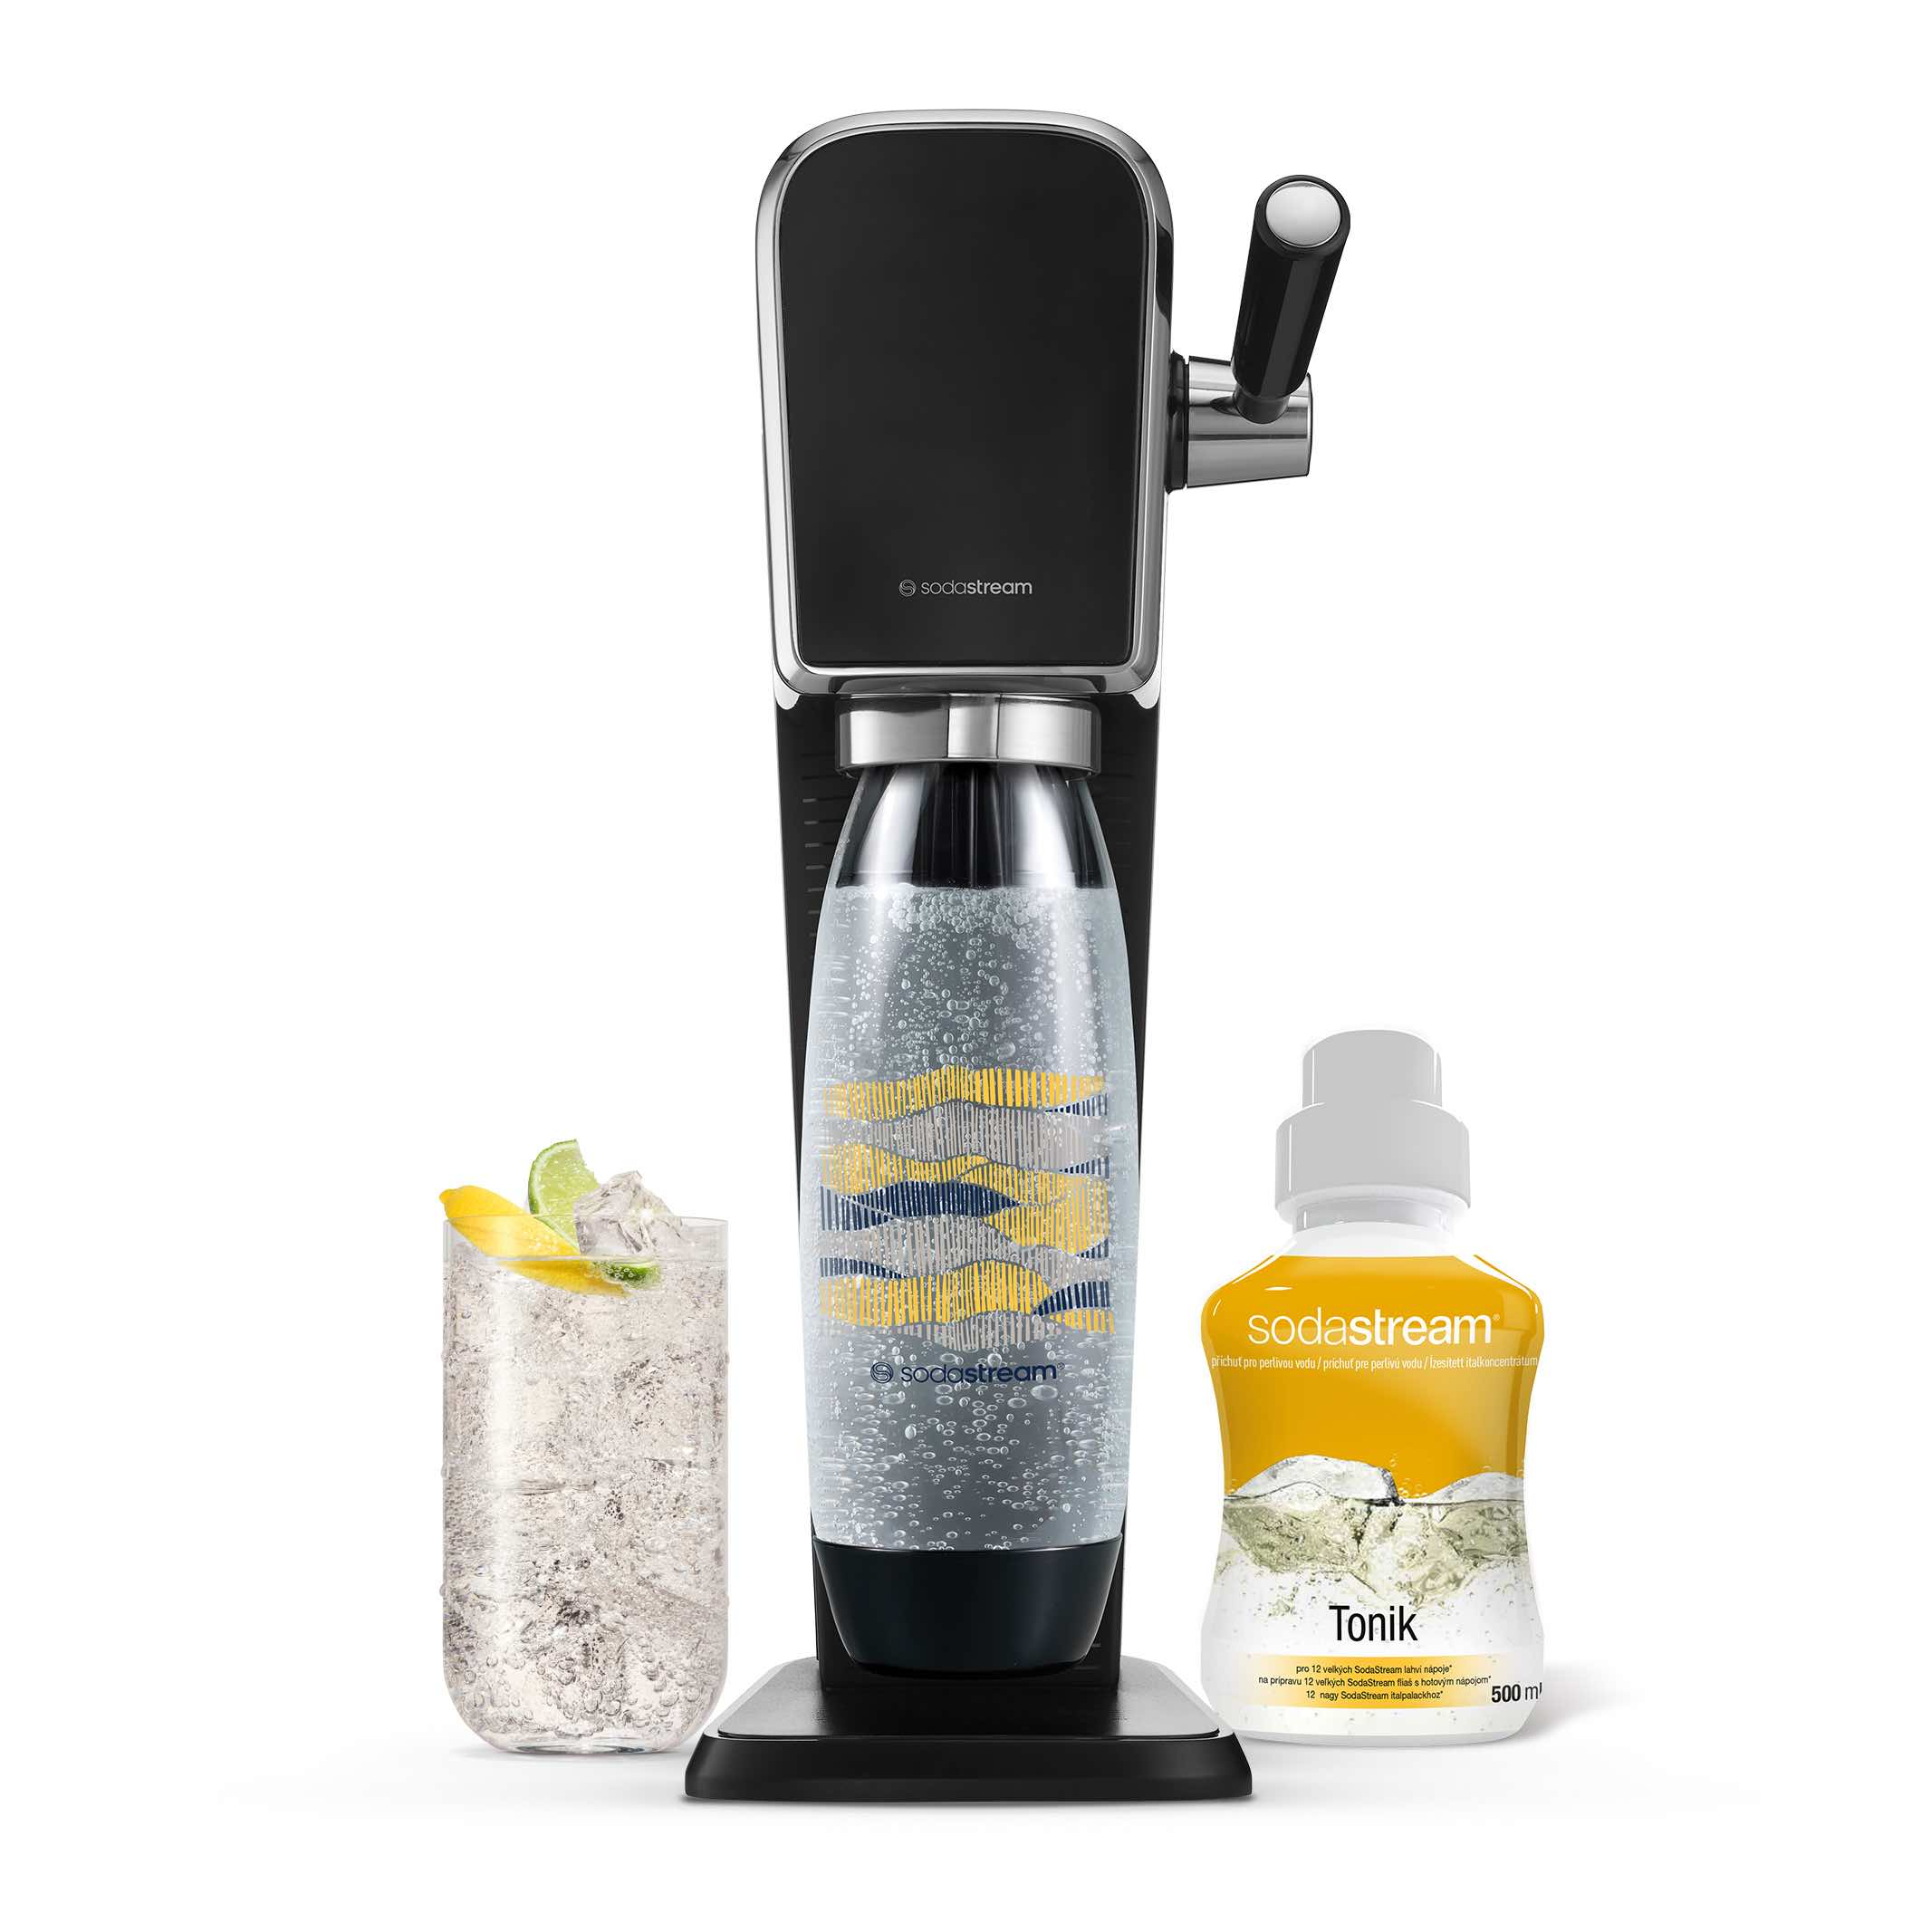 sodastream
sodastream
sodastream
příchuť pro perlivou vodu / príchuť pre perlivú vodu / Ízesített italkoncentrátum
Tonik
pro 12 velkých SodaStream lahví nápoje*
na prípravu 12 veľkých SodaStream fliaš s hotovým nápojom*
12 nagy SodaStream italpalackhoz*
500 ml